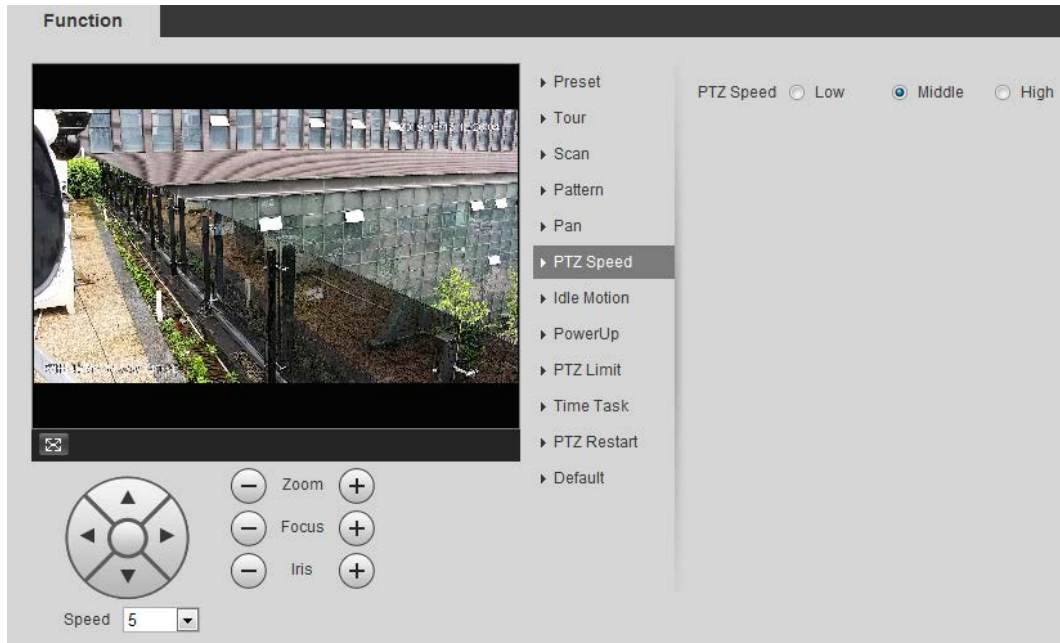 Function
Preset
PTZ Speed Low Middle High
Tour
Scan
Pattern
Pan
PTZ Speed
Idle Motion
PowerUp
PTZ Limit
Time Task
PTZ Restart
Default
Zoom
Focus
Iris
Speed 5